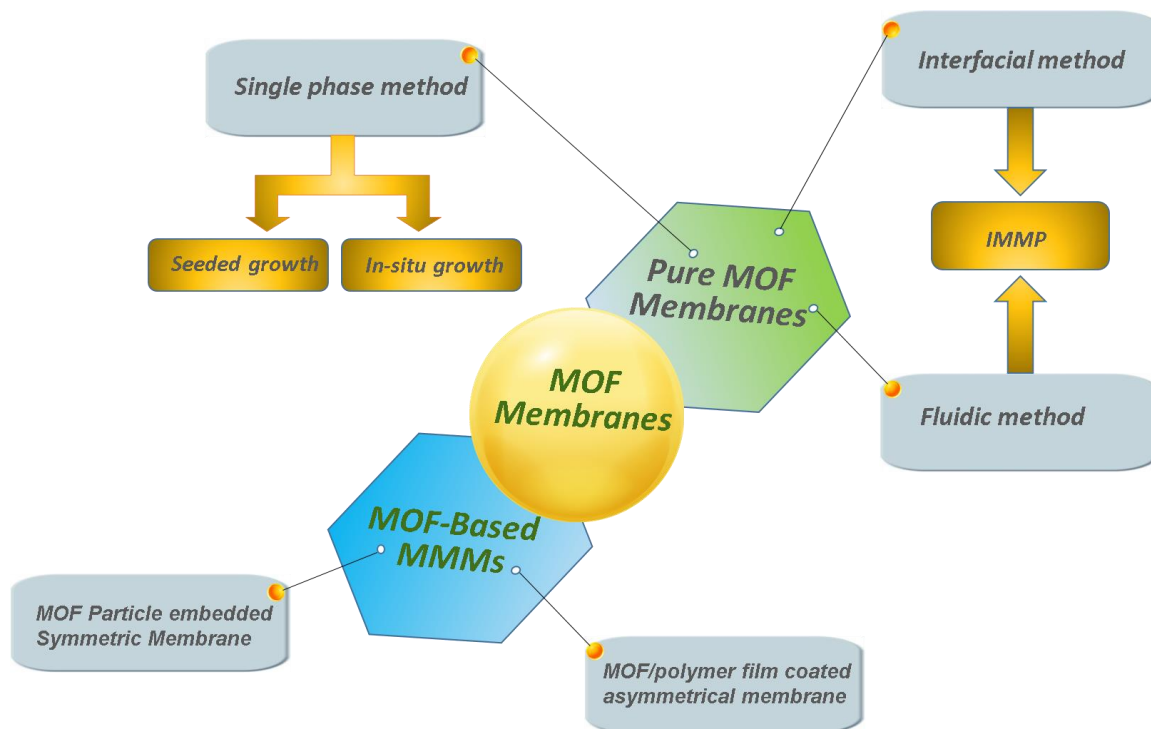 Single phase method
Interfacial method
Seeded growth
In-situ growth
IMMP
Pure MOF
Membranes
MOF
Membranes
Fluidic method
MOF-Based
MMMs
MOF Particle embedded
Symmetric Membrane
MOF/polymer film coated
asymmetrical membrane